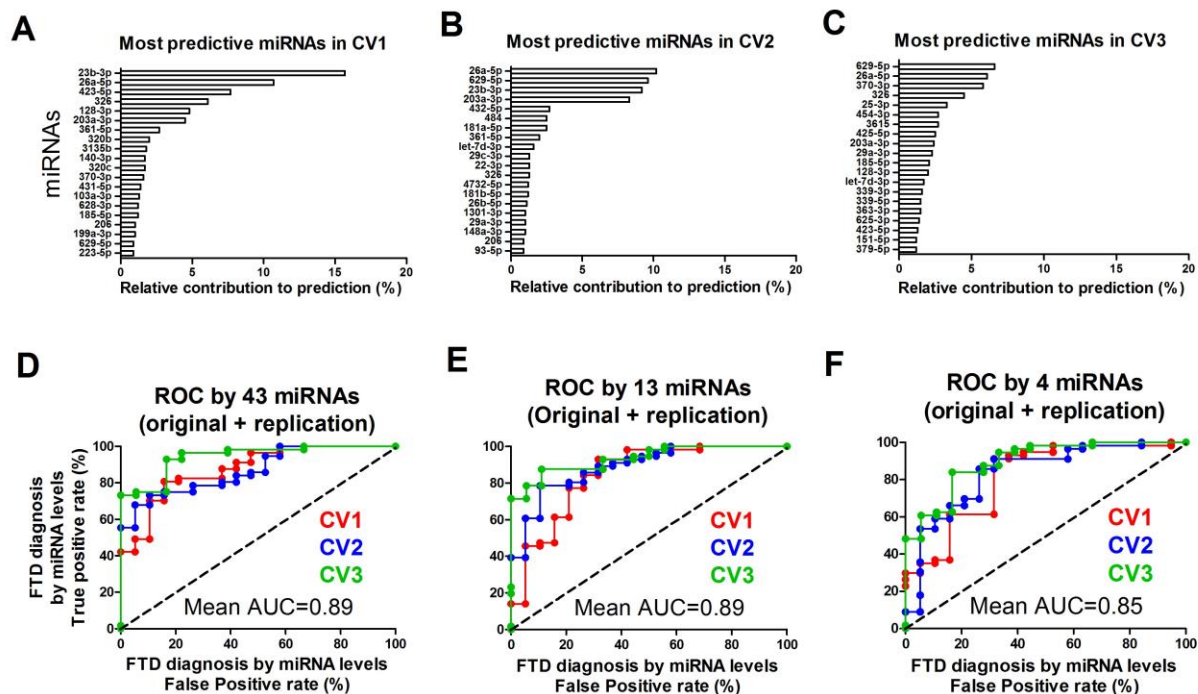 A
Most predictive miRNAs in CV1
miRNAs
23b-3p
26a-5p
423-5p
326
128-3p
203a-3p
361-5p
320b
3135b
140-3p
320c
370-3p
431-5p
103a-3p
628-3p
185-5p
206
199a-3p
629-5p
223-5p
0 5 10 15 20
Relative contribution to prediction (%)
B
Most predictive miRNAs in CV2
26a-5p
629-5p
23b-3p
203a-3p
432-5p
484
181a-5p
361-5p
let-7d-3p
29c-3p
22-3p
326
4732-5p
181b-5p
26b-5p
1301-3p
29a-3p
148a-3p
206
93-5p
0 5 10 15 20
Relative contribution to prediction (%)
C
Most predictive miRNAs in CV3
629-5p
26a-5p
370-3p
326
25-3p
454-3p
3615
425-5p
203a-3p
29a-3p
185-5p
128-3p
let-7d-3p
339-3p
339-5p
363-3p
625-3p
423-5p
151-5p
379-5p
0 5 10 15 20
Relative contribution to prediction (%)
D
ROC by 43 miRNAs
(original + replication)
FTD diagnosis
by miRNA levels
True positive rate (%)
100
80
60
40
20
0
CV1
CV2
CV3
Mean AUC=0.89
0 20 40 60 80 100
FTD diagnosis by miRNA levels
False Positive rate (%)
E
ROC by 13 miRNAs
(Original + replication)
100
80
60
40
20
0
CV1
CV2
CV3
Mean AUC=0.89
0 20 40 60 80 100
FTD diagnosis by miRNA levels
False Positive rate (%)
F
ROC by 4 miRNAs
(original + replication)
100
80
60
40
20
0
CV1
CV2
CV3
Mean AUC=0.85
0 20 40 60 80 100
FTD diagnosis by miRNA levels
False Positive rate (%)